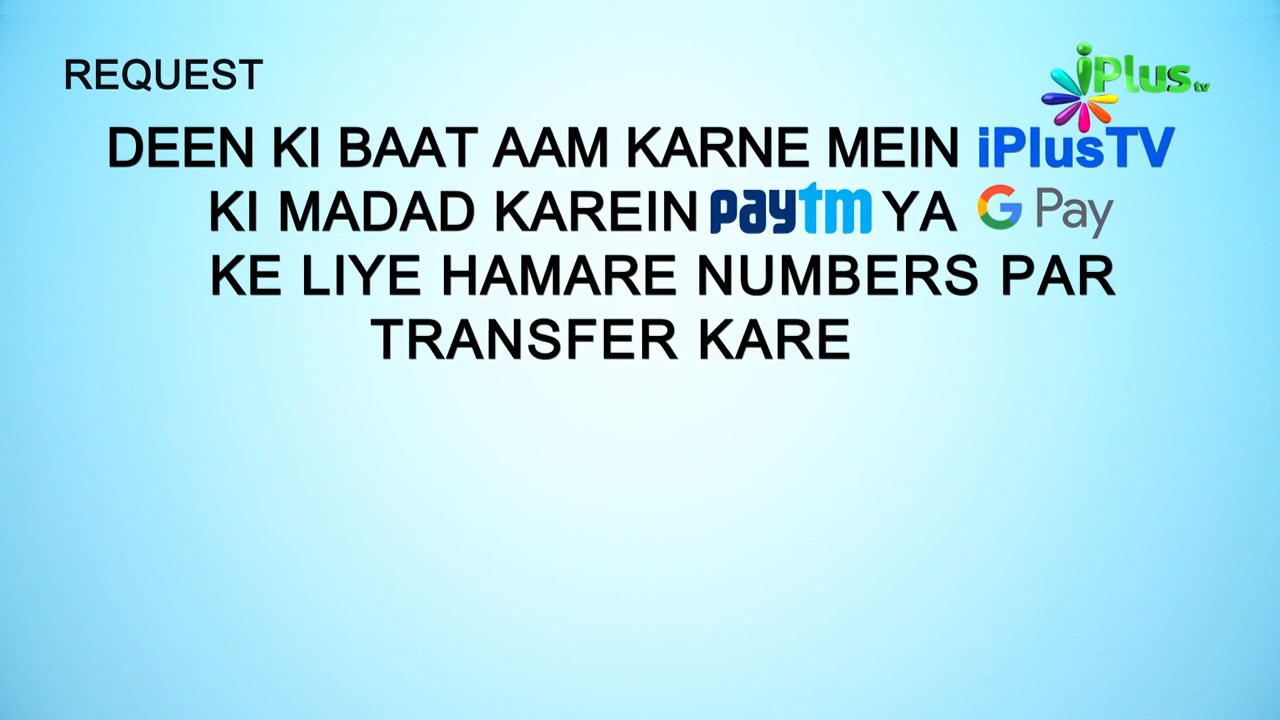 REQUEST
iPlus tv
DEEN KI BAAT AAM KARNE MEIN iPlusTV
KI MADAD KAREIN paytm YA G Pay
KE LIYE HAMARE NUMBERS PAR
TRANSFER KARE